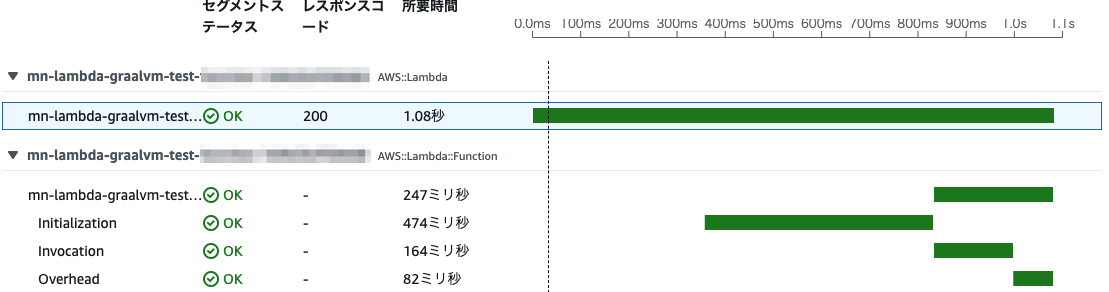 セグメントス レスポンスコ 所要時間
テータス ード
0.0ms 100ms 200ms 300ms 400ms 500ms 600ms 700ms 800ms 900ms 1.0s 1.1s
mn-lambda-graalvm-test- AWS::Lambda
mn-lambda-graalvm-test... OK 200 1.08秒
mn-lambda-graalvm-test- AWS::Lambda::Function
mn-lambda-graalvm-test... OK - 247ミリ秒
Initialization OK - 474ミリ秒
Invocation OK - 164ミリ秒
Overhead OK - 82ミリ秒